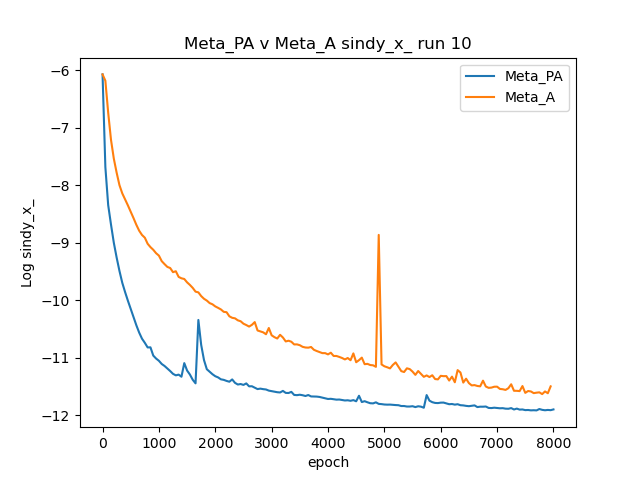 Meta_PA v Meta_A sindy_x_ run 10
Meta_PA
Meta_A
Log sindy_x_
−6
−7
−8
−9
−10
−11
−12
0 1000 2000 3000 4000 5000 6000 7000 8000
epoch